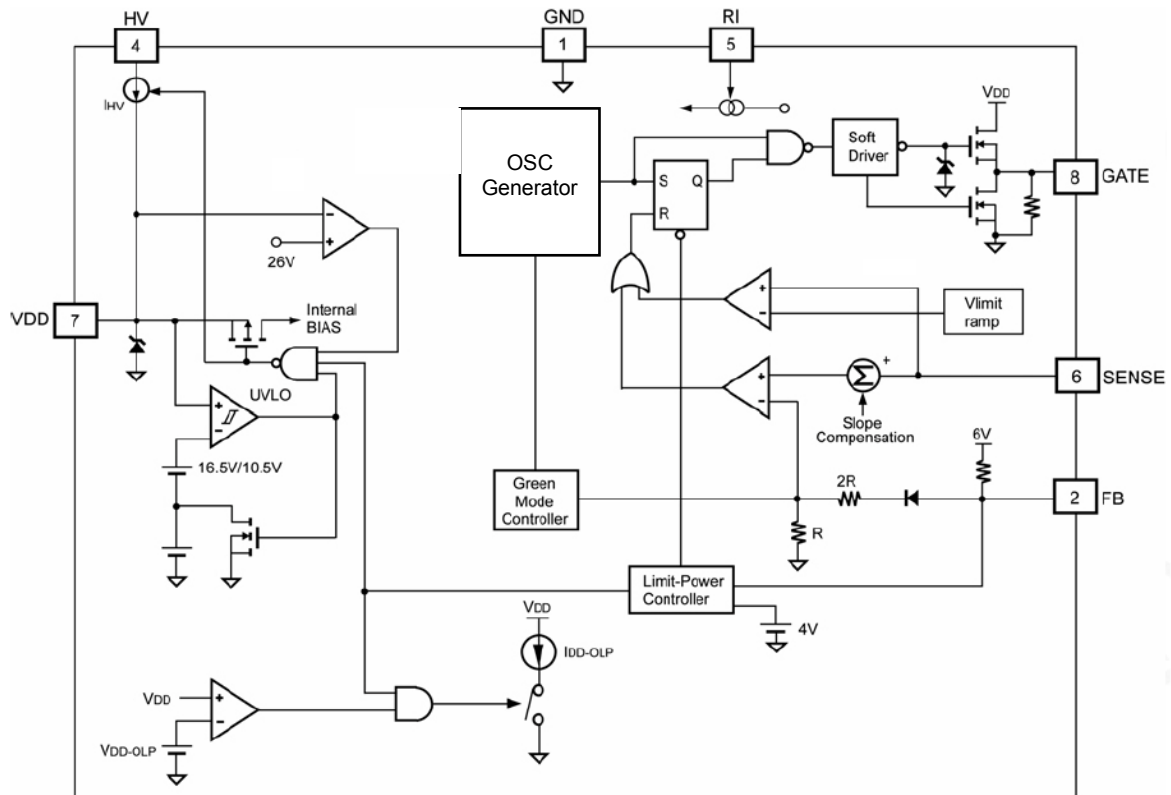 HV
4
GND
1
RI
5
IHV
OSC
Generator
S
Q
R
Soft
Driver
VDD
8
GATE
-
+
26V
VDD
7
Internal
BIAS
UVLO
+
-
16.5V/10.5V
+
-
Vlimit
ramp
+
-
Σ
+
6
SENSE
Slope
Compensation
6V
Green
Mode
Controller
2R
R
2
FB
Limit-Power
Controller
4V
VDD
IDD-OLP
VDD
+
-
VDD-OLP